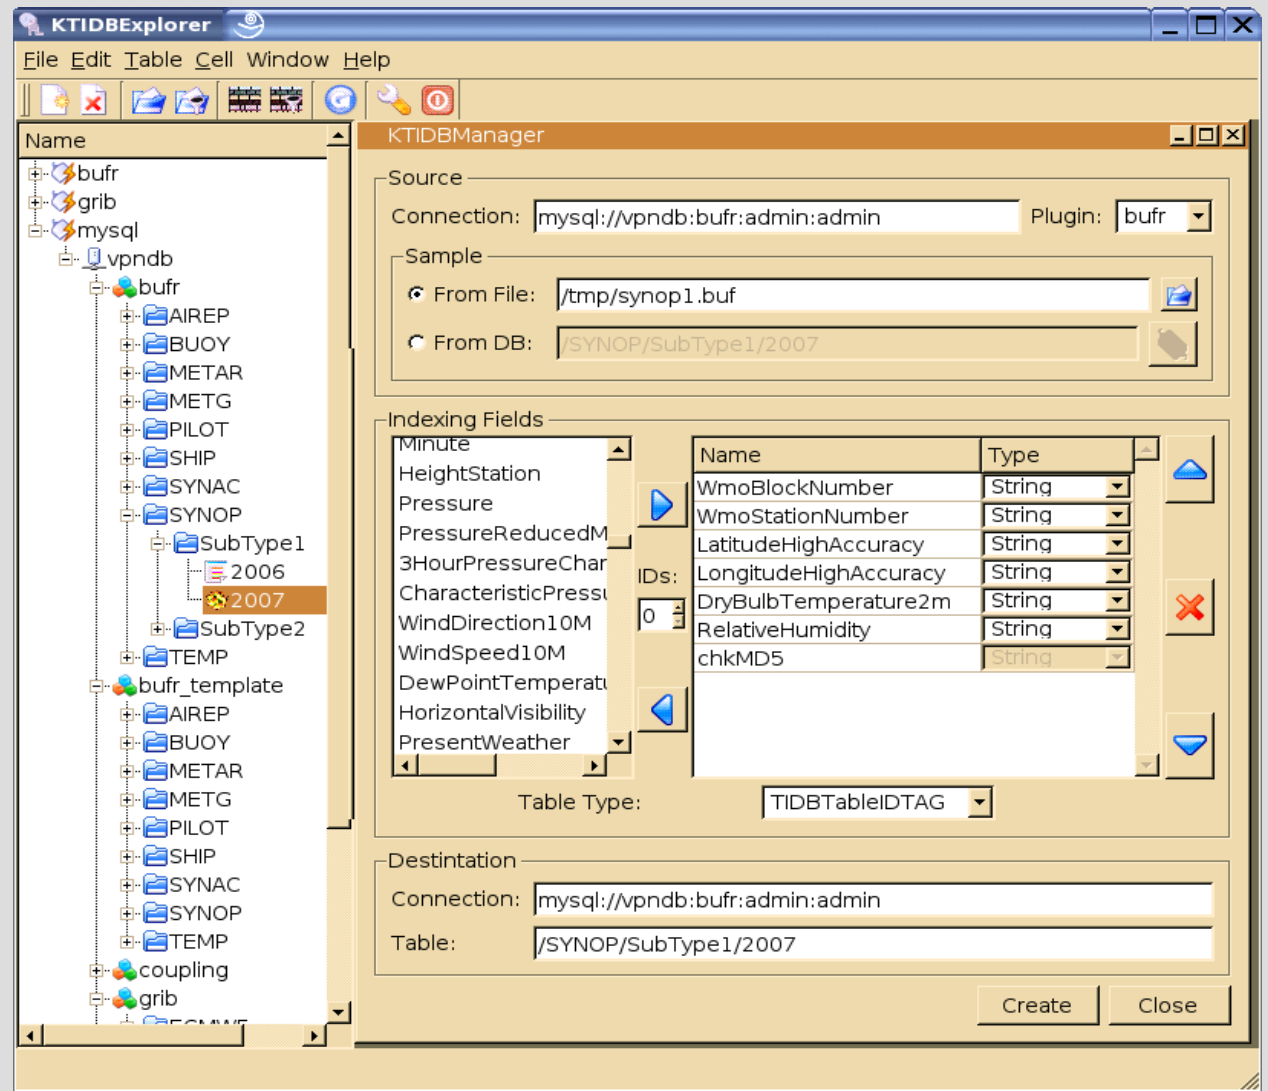 KTIDBExplorer
File Edit Table Cell Window Help
Name
bufr
grib
mysql
vpndb
bufr
AIREP
BUOY
METAR
METG
PILOT
SHIP
SYNAC
SYNOP
SubType1
2006
2007
SubType2
TEMP
bufr_template
AIREP
BUOY
METAR
METG
PILOT
SHIP
SYNAC
SYNOP
TEMP
coupling
grib
ECMWF
KTIDBManager
Source
Connection: mysql://vpndb:bufr:admin:admin Plugin: bufr
Sample
From File: /tmp/synop1.buf
From DB: /SYNOP/SubType1/2007
Indexing Fields
Minute
HeightStation
Pressure
PressureReducedM
3HourPressureChar
CharacteristicPressu
WindDirection10M
WindSpeed10M
DewPointTemperatu
HorizontalVisibility
PresentWeather
IDs:
0
Name Type
WmoBlockNumber String
WmoStationNumber String
LatitudeHighAccuracy String
LongitudeHighAccuracy String
DryBulbTemperature2m String
RelativeHumidity String
chkMD5 String
Table Type: TIDBTableIDTAG
Destintation
Connection: mysql://vpndb:bufr:admin:admin
Table: /SYNOP/SubType1/2007
Create Close